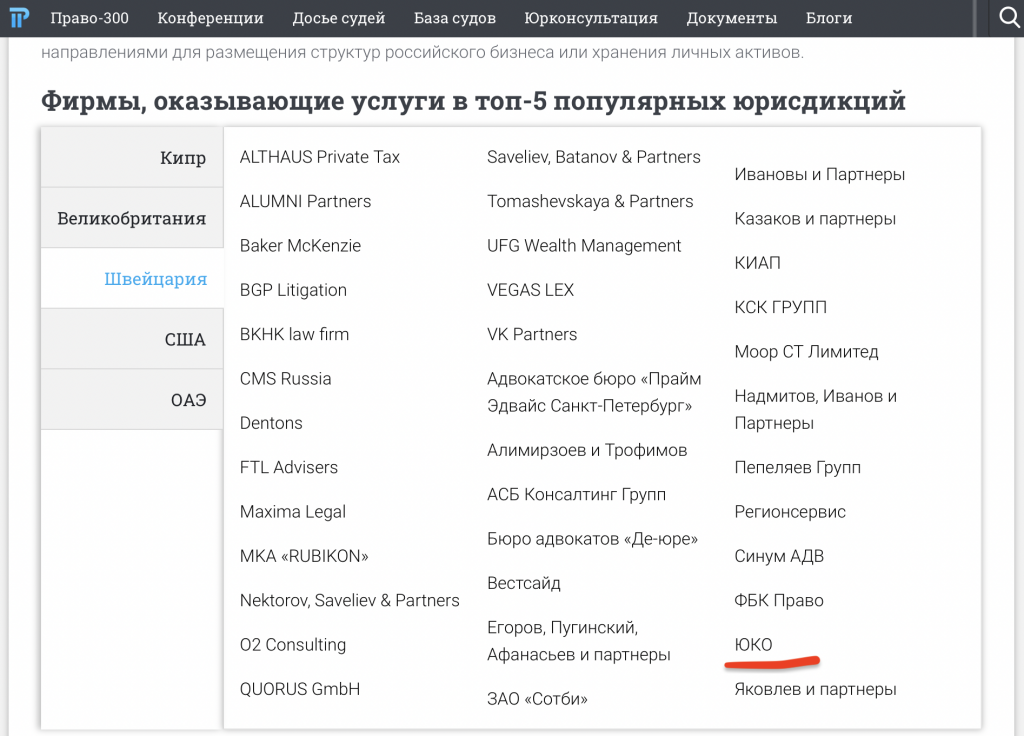 Право-300 Конференции Досье судей База судов Юрконсультация Документы Блоги
направлениями для размещения структур российского бизнеса или хранения личных активов.
Фирмы, оказывающие услуги в топ-5 популярных юрисдикций
Кипр
Великобритания
Швейцария
США
ОАЭ
ALTHAUS Private Tax
ALUMNI Partners
Baker McKenzie
BGP Litigation
BKHK law firm
CMS Russia
Dentons
FTL Advisers
Maxima Legal
MKA «RUBIKON»
Nektorov, Saveliev & Partners
O2 Consulting
QUORUS GmbH
Saveliev, Batanov & Partners
Tomashevskaya & Partners
UFG Wealth Management
VEGAS LEX
VK Partners
Адвокатское бюро «Прайм
Эдвайс Санкт-Петербург»
Алимирзоев и Трофимов
АСБ Консалтинг Групп
Бюро адвокатов «Де-юре»
Вестсайд
Егоров, Пугинский,
Афанасьев и партнеры
ЗАО «Сотби»
Ивановы и Партнеры
Казаков и партнеры
КИАП
КСК ГРУПП
Моор СТ Лимитед
Надмитов, Иванов и
Партнеры
Пепеляев Групп
Регионсервис
Синум АДВ
ФБК Право
ЮКО
Яковлев и партнеры